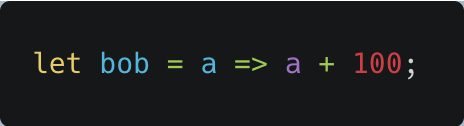 let bob = a => a + 100;